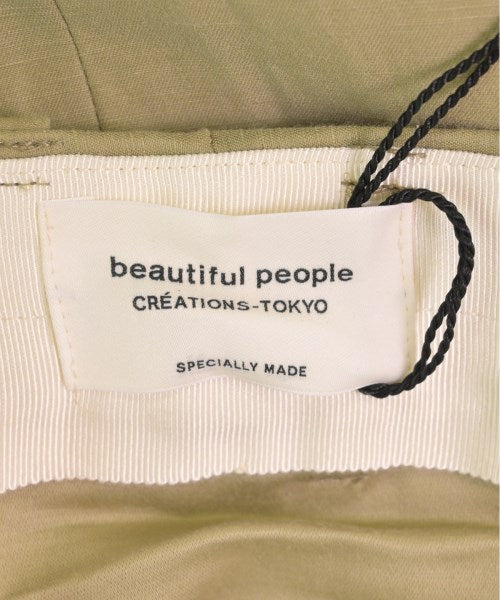 beautiful people
CRÉATIONS-TOKYO
SPECIALLY MADE